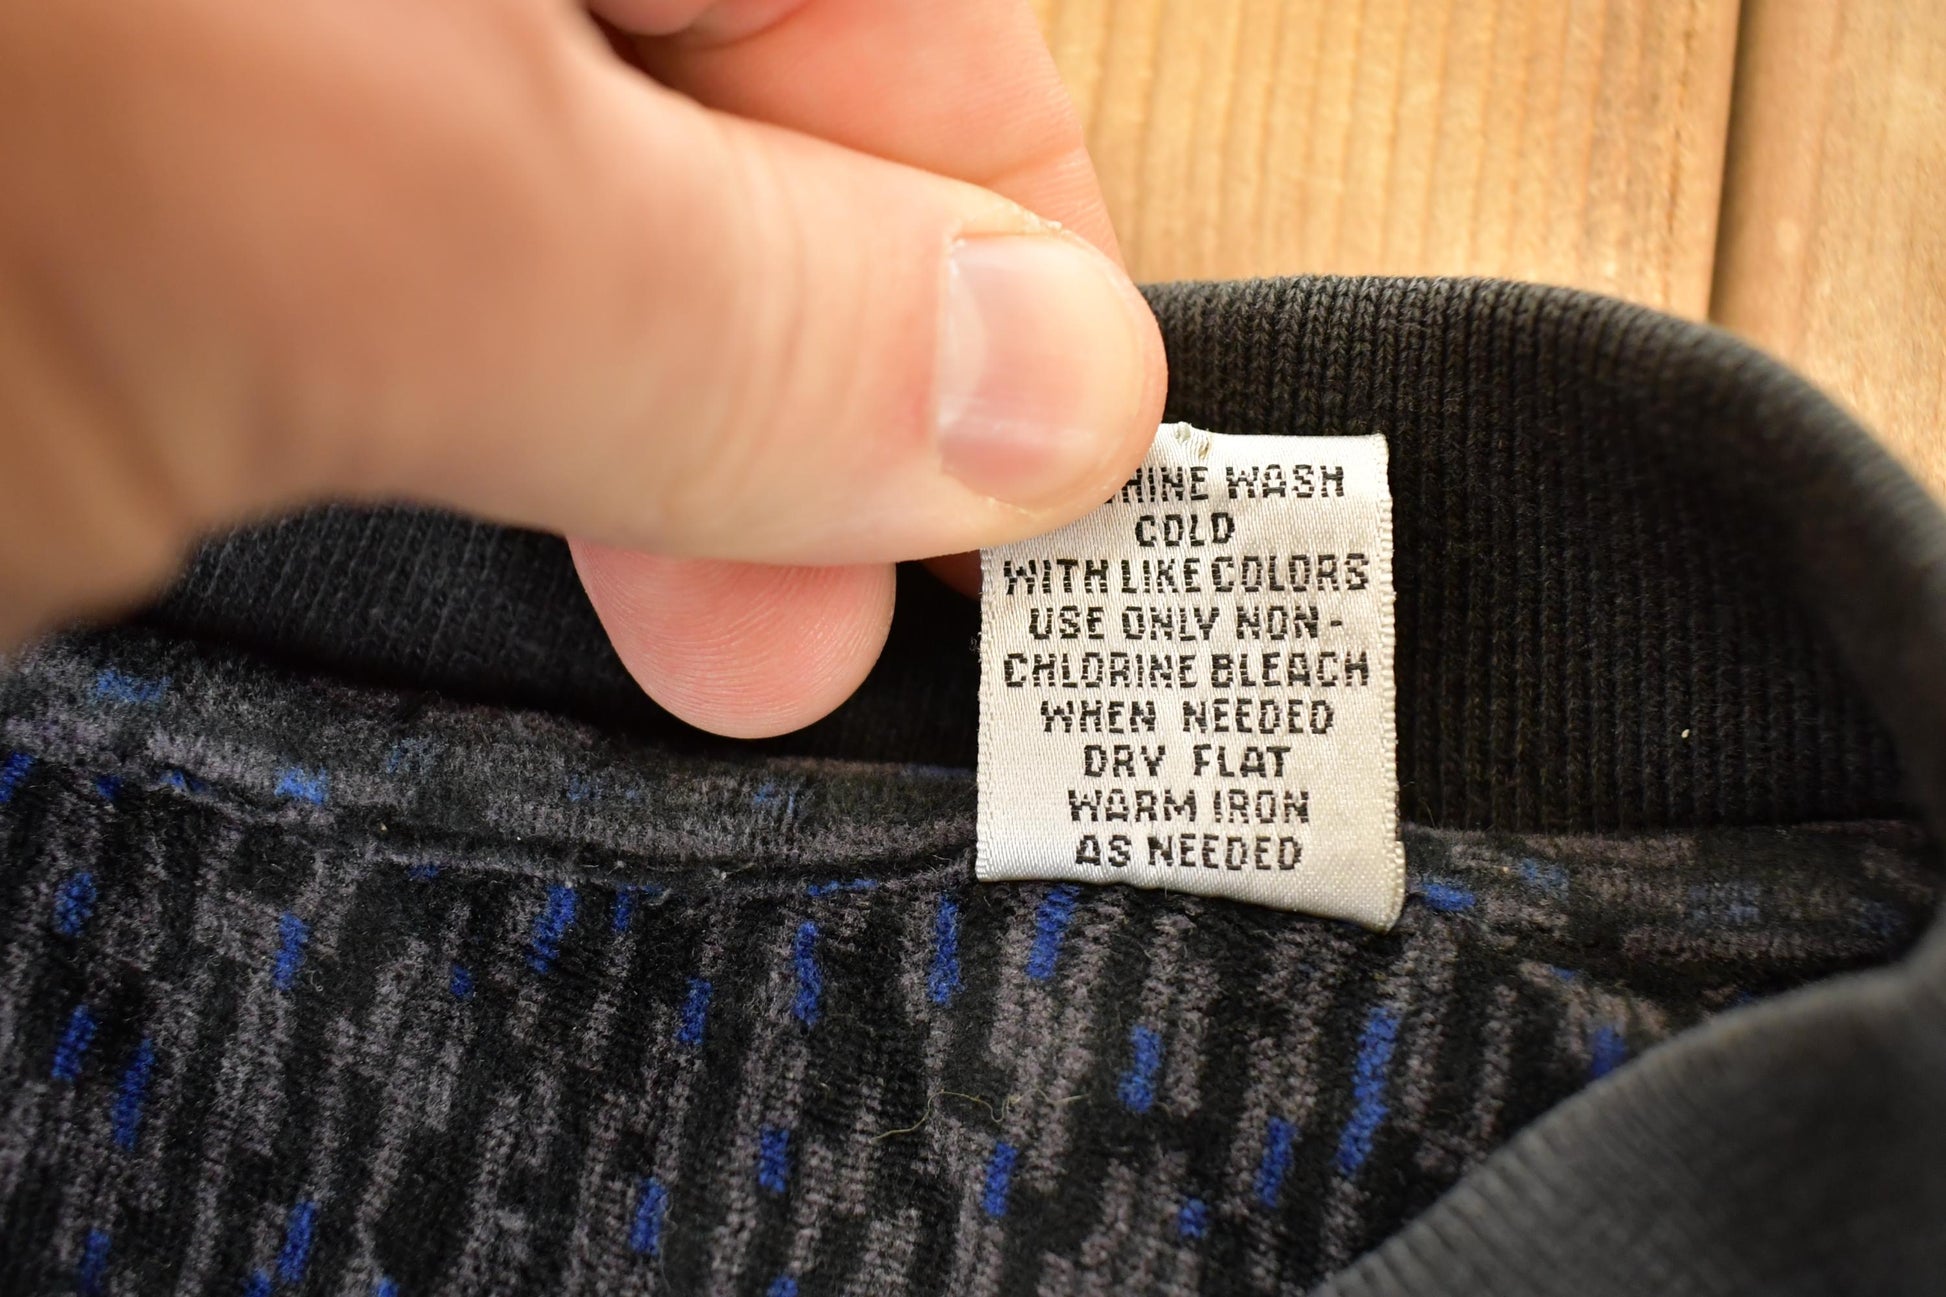 HINE WASH
COLD
WITH LIKE COLORS
USE ONLY NON-
CHLORINE BLEACH
WHEN NEEDED
DRY FLAT
WARM IRON
AS NEEDED